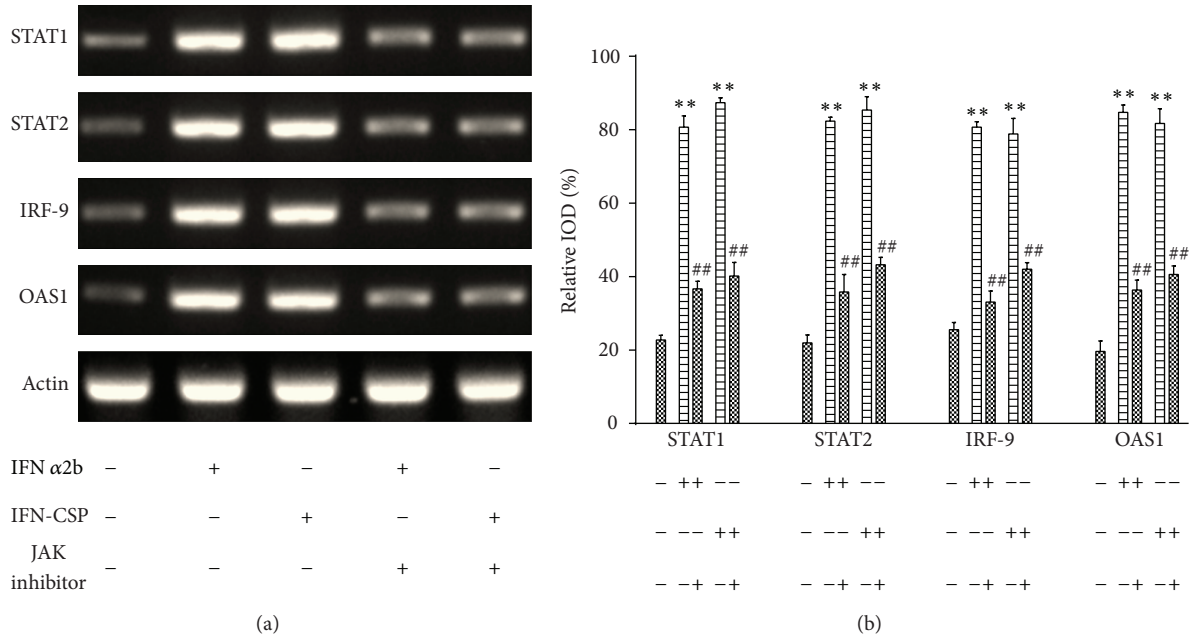 STAT1
STAT2
IRF-9
OAS1
Actin
IFN α2b − + − + −
IFN-CSP − − + − +
JAK
inhibitor − − − + +
(a)
Relative IOD (%)
100
80
60
40
20
0
** ** ** ** ** ** ** **
## ## ## ## ## ## ## ##
STAT1 STAT2 IRF-9 OAS1
− ++ −− − ++ −− − ++ −− − ++ −−
− −− ++ − −− ++ − −− ++ − −− ++
− −+ −+ − −+ −+ − −+ −+ − −+ −+
(b)